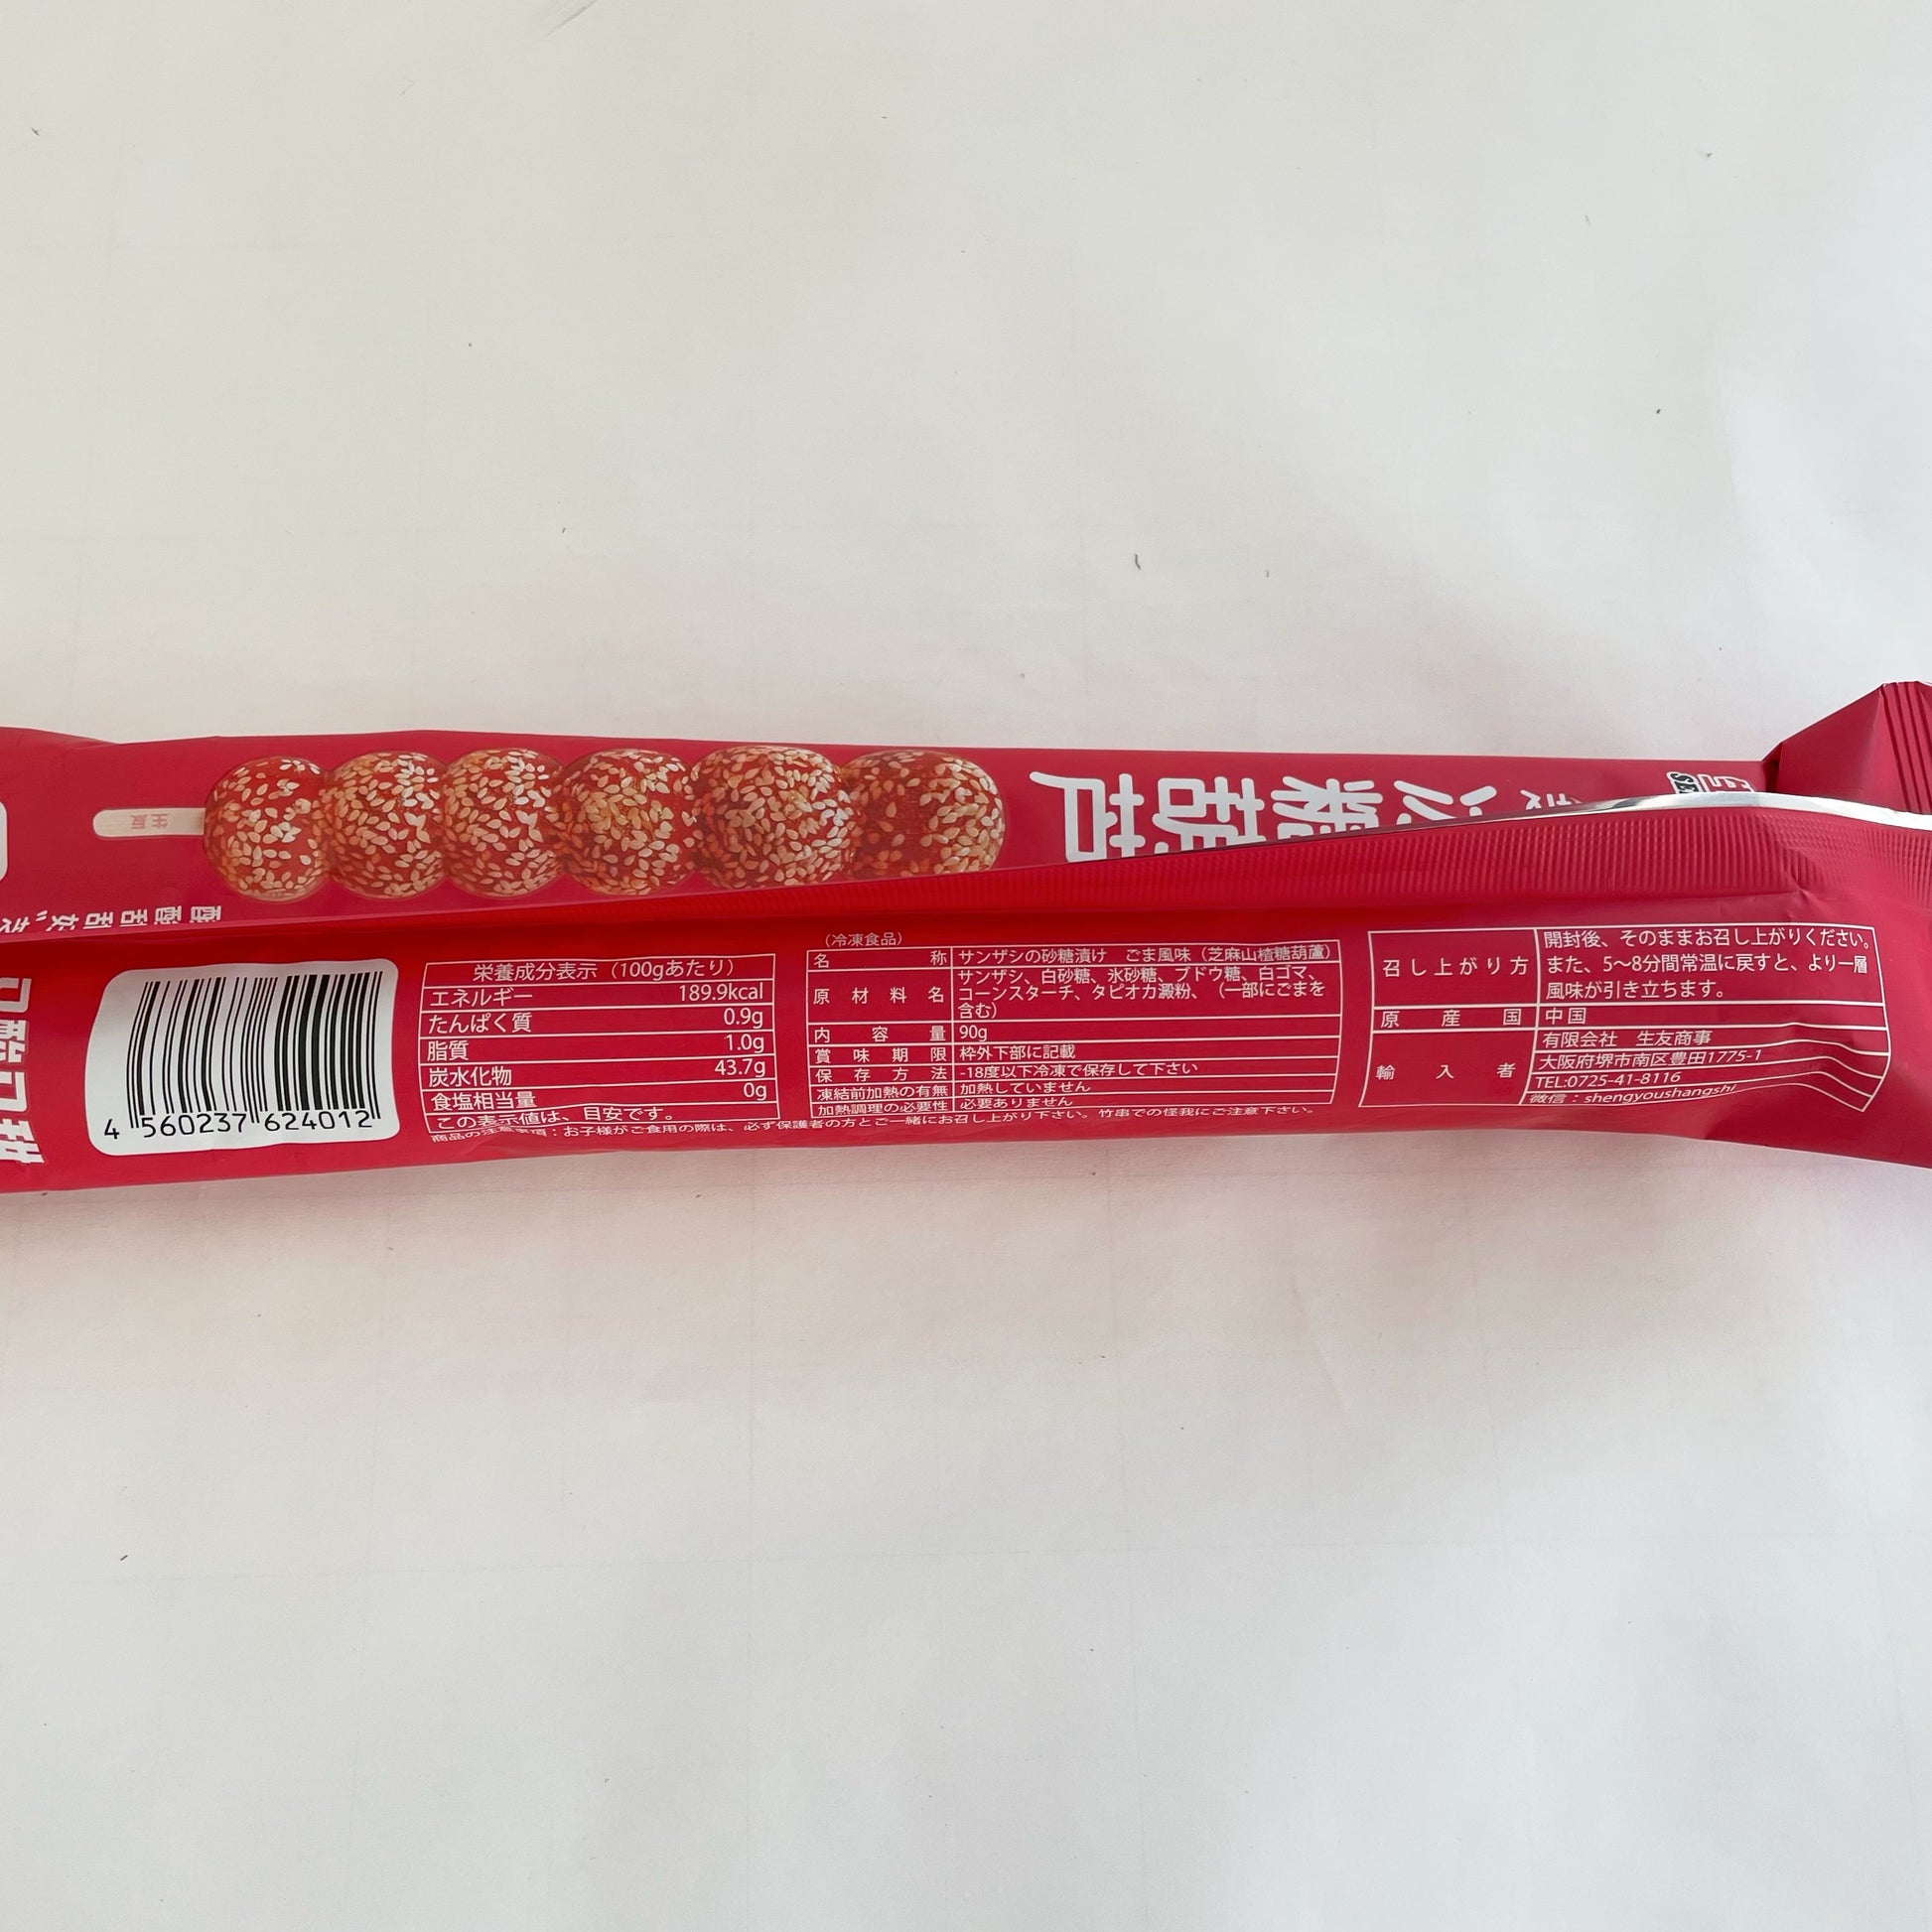 冰糖葫芦
酸酸甜甜
4 560237 624012
栄養成分表示（100gあたり）
エネルギー 189.9kcal
たんぱく質 0.9g
脂質 1.0g
炭水化物 43.7g
食塩相当量 0g
この表示値は、目安です。
（冷凍食品）
名称 サンザシの砂糖漬け ごま風味（芝麻山楂糖葫蘆）
原材料名 サンザシ、白砂糖、氷砂糖、ブドウ糖、白ゴマ、
コーンスターチ、タピオカ澱粉、（一部にごまを
含む）
内容量 90g
賞味期限 枠外下部に記載
保存方法 -18度以下冷凍で保存して下さい
凍結前加熱の有無 加熱していません
加熱調理の必要性 必要ありません
商品の注意事項：お子様がご食用の際は、必ず保護者の方とご一緒にお召し上がり下さい。竹串での怪我にご注意下さい。
召し上がり方 開封後、そのままお召し上がりください。
また、5〜8分間常温に戻すと、より一層
風味が引き立ちます。
原産国 中国
輸入者 有限会社 生友商事
大阪府堺市南区豊田1775-1
TEL:0725-41-8116
微信：shengyoushangshi